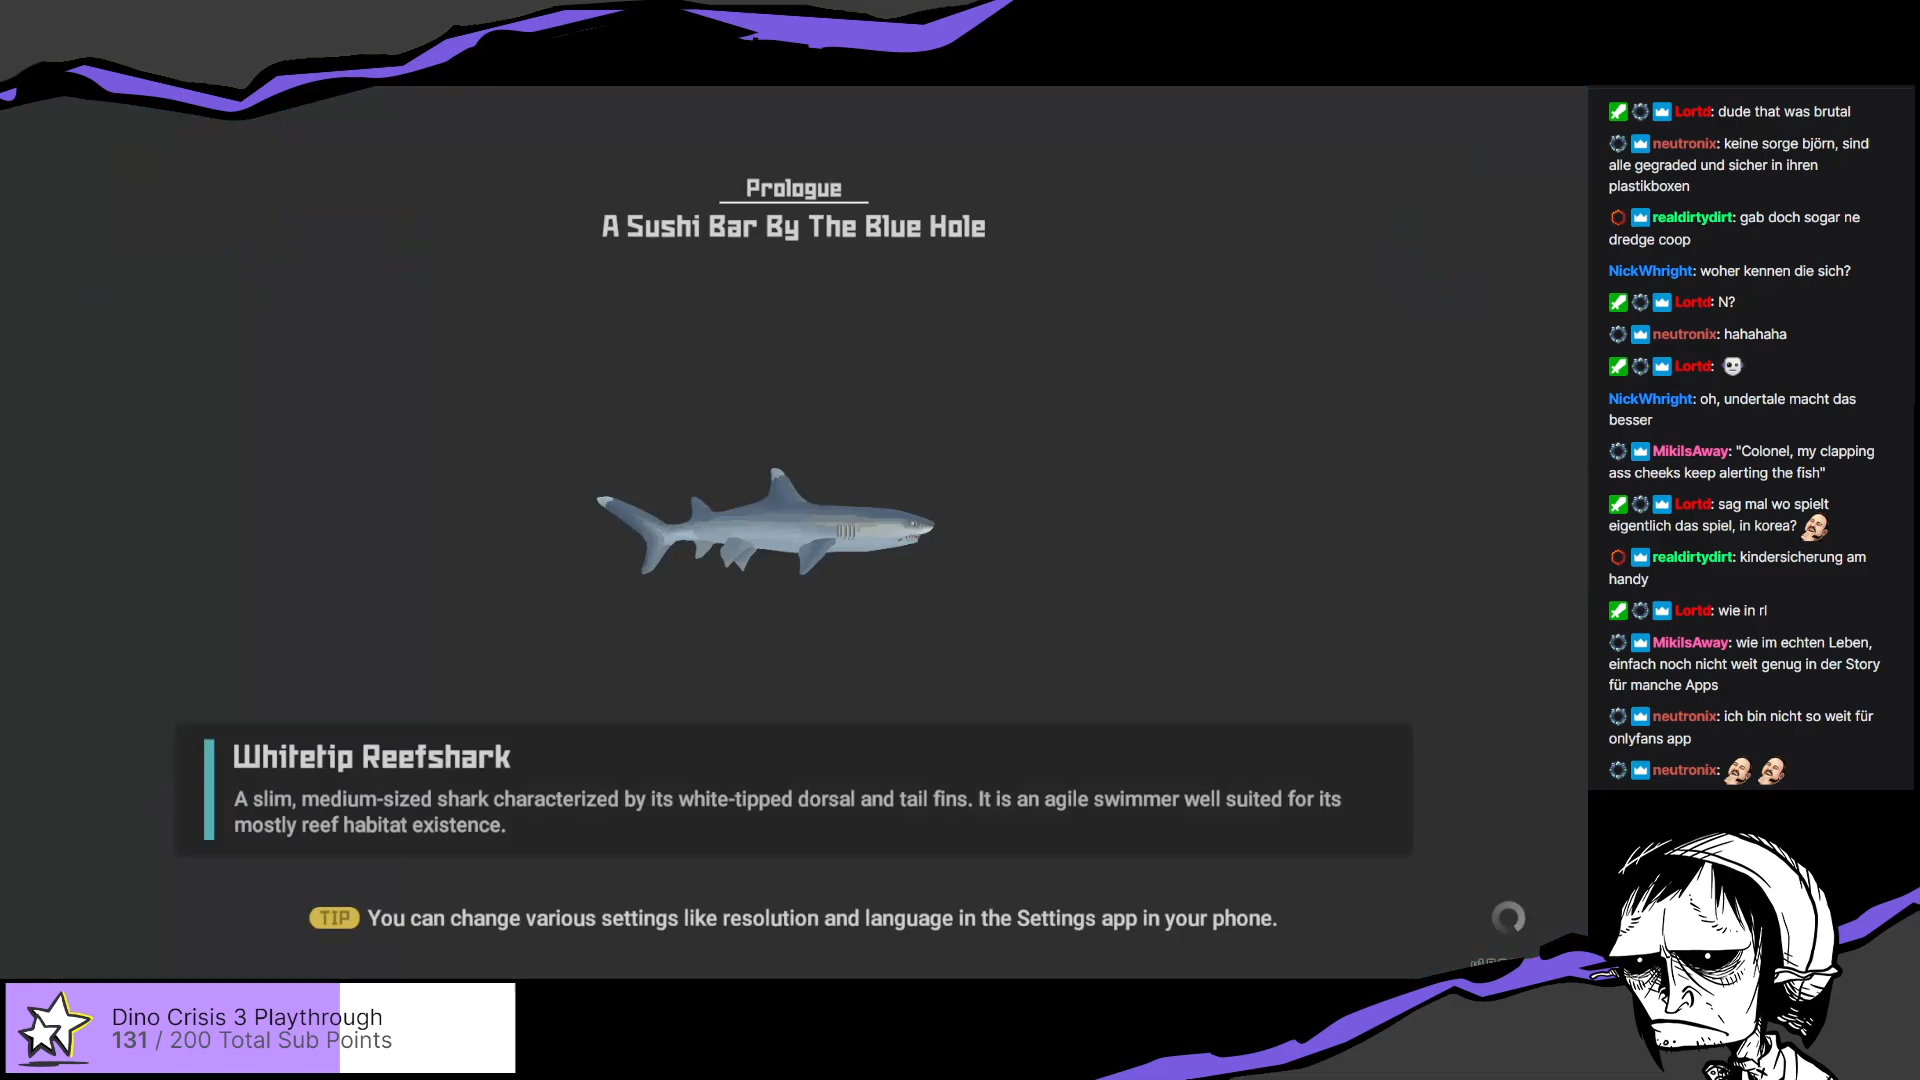 Prologue
A Sushi Bar By The Blue Hole
Whitetip Reefshark
A slim, medium-sized shark characterized by its white-tipped dorsal and tail fins. It is an agile swimmer well suited for its
mostly reef habitat existence.
TIP You can change various settings like resolution and language in the Settings app in your phone.
Lortd: dude that was brutal
neutronix: keine sorge björn, sind
alle gegraded und sicher in ihren
plastikboxen
realdirtydirt: gab doch sogar ne
dredge coop
NickWhright: woher kennen die sich?
Lortd: N?
neutronix: hahahaha
Lortd:
NickWhright: oh, undertale macht das
besser
MikilsAway: "Colonel, my clapping
ass cheeks keep alerting the fish"
Lortd: sag mal wo spielt
eigentlich das spiel, in korea?
realdirtydirt: kindersicherung am
handy
Lortd: wie in rl
MikilsAway: wie im echten Leben,
einfach noch nicht weit genug in der Story
für manche Apps
neutronix: ich bin nicht so weit für
onlyfans app
neutronix:
Dino Crisis 3 Playthrough
131 / 200 Total Sub Points